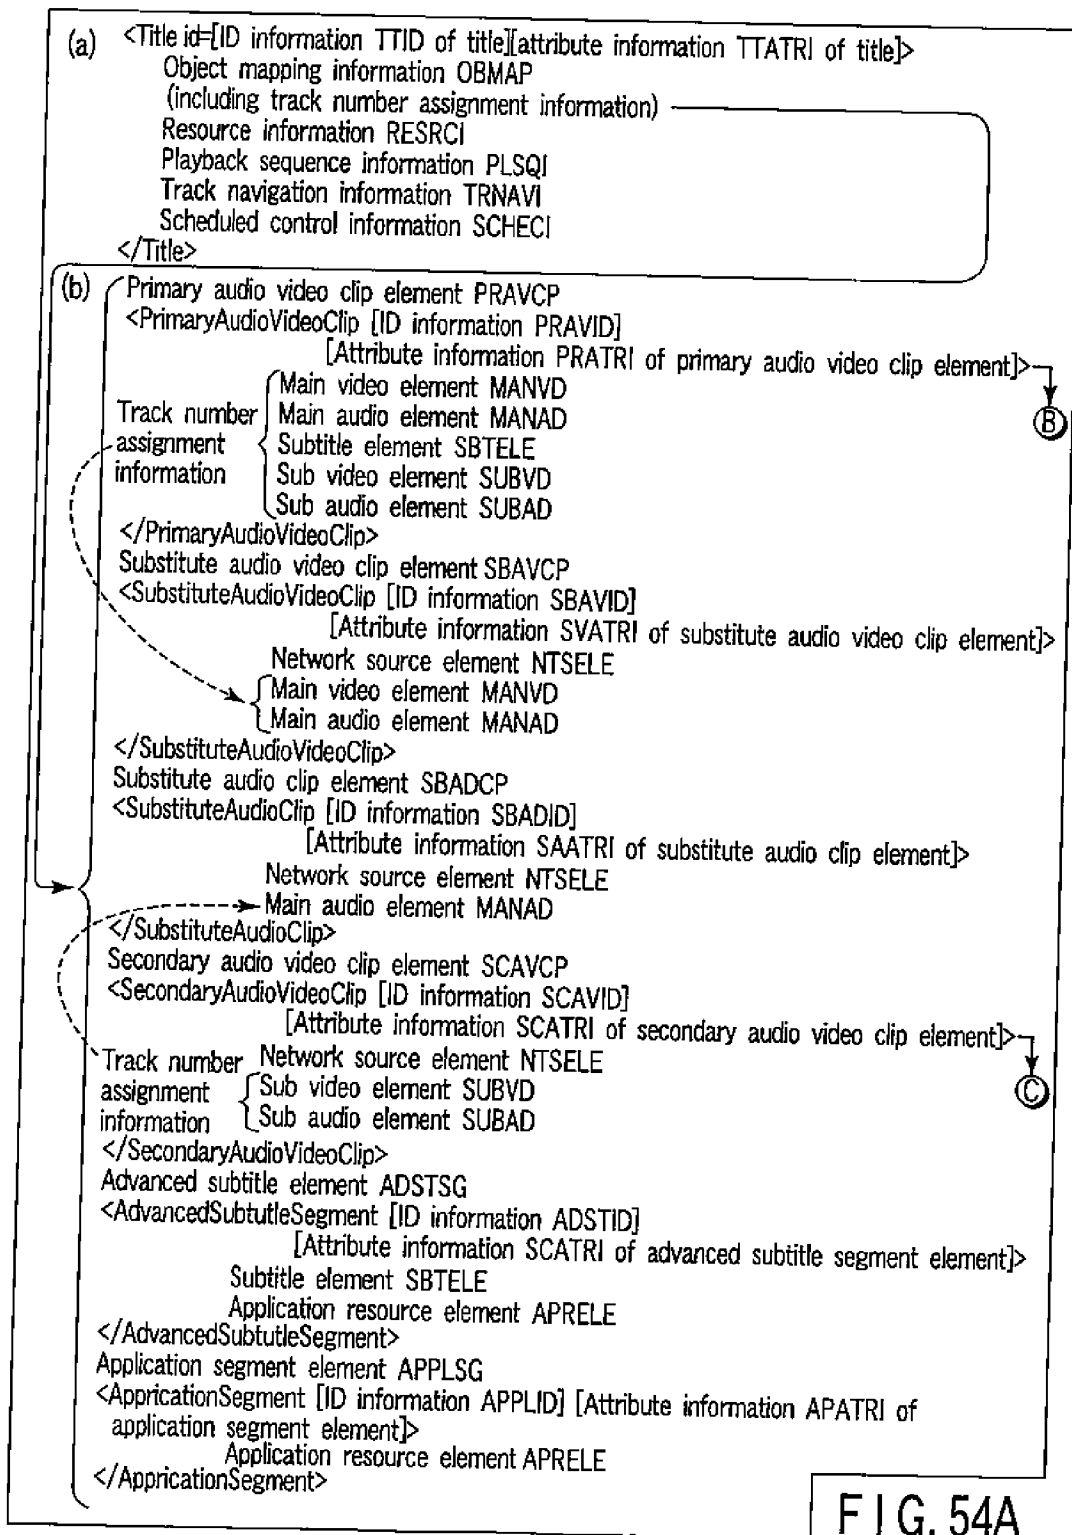 (a) <Title id=[ID information TTID of title][attribute information TTATRI of title]>
Object mapping information OBMAP
(including track number assignment information)
Resource information RESRCI
Playback sequence information PLSQI
Track navigation information TRNAVI
Scheduled control information SCHECI
</Title>
(b) Primary audio video clip element PRAVCP
<PrimaryAudioVideoClip [ID information PRAVID]
[Attribute information PRATRI of primary audio video clip element]>
B
Main video element MANVD
Track number Main audio element MANAD
assignment Subtitle element SBTELE
information Sub video element SUBVD
Sub audio element SUBAD
</PrimaryAudioVideoClip>
Substitute audio video clip element SBAVCP
<SubstituteAudioVideoClip [ID information SBAVID]
[Attribute information SVATRI of substitute audio video clip element]>
Network source element NTSELE
Main video element MANVD
Main audio element MANAD
</SubstituteAudioVideoClip>
Substitute audio clip element SBADCP
<SubstituteAudioClip [ID information SBADID]
[Attribute information SAATRI of substitute audio clip element]>
Network source element NTSELE
Main audio element MANAD
</SubstituteAudioClip>
Secondary audio video clip element SCAVCP
<SecondaryAudioVideoClip [ID information SCAVID]
[Attribute information SCATRI of secondary audio video clip element]>
C
Track number Network source element NTSELE
assignment Sub video element SUBVD
information Sub audio element SUBAD
</SecondaryAudioVideoClip>
Advanced subtitle element ADSTSG
<AdvancedSubtutleSegment [ID information ADSTID]
[Attribute information SCATRI of advanced subtitle segment element]>
Subtitle element SBTELE
Application resource element APRELE
</AdvancedSubtutleSegment>
Application segment element APPLSG
<AppricationSegment [ID information APPLID] [Attribute information APATRI of
application segment element]>
Application resource element APRELE
</AppricationSegment>
FIG. 54A